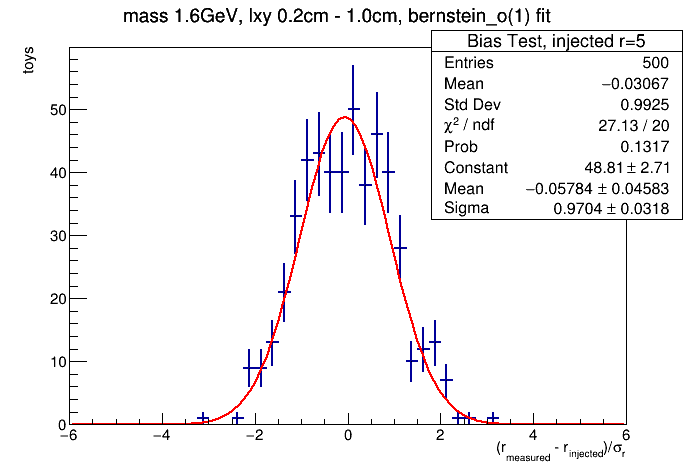 mass 1.6GeV, lxy 0.2cm - 1.0cm, bernstein_o(1) fit
Bias Test, injected r=5
Entries 500
Mean −0.03067
Std Dev 0.9925
χ² / ndf 27.13 / 20
Prob 0.1317
Constant 48.81 ± 2.71
Mean −0.05784 ± 0.04583
Sigma 0.9704 ± 0.0318
toys
50
40
30
20
10
0
−6 −4 −2 0 2 4 6
(r_measured - r_injected)/σ_r